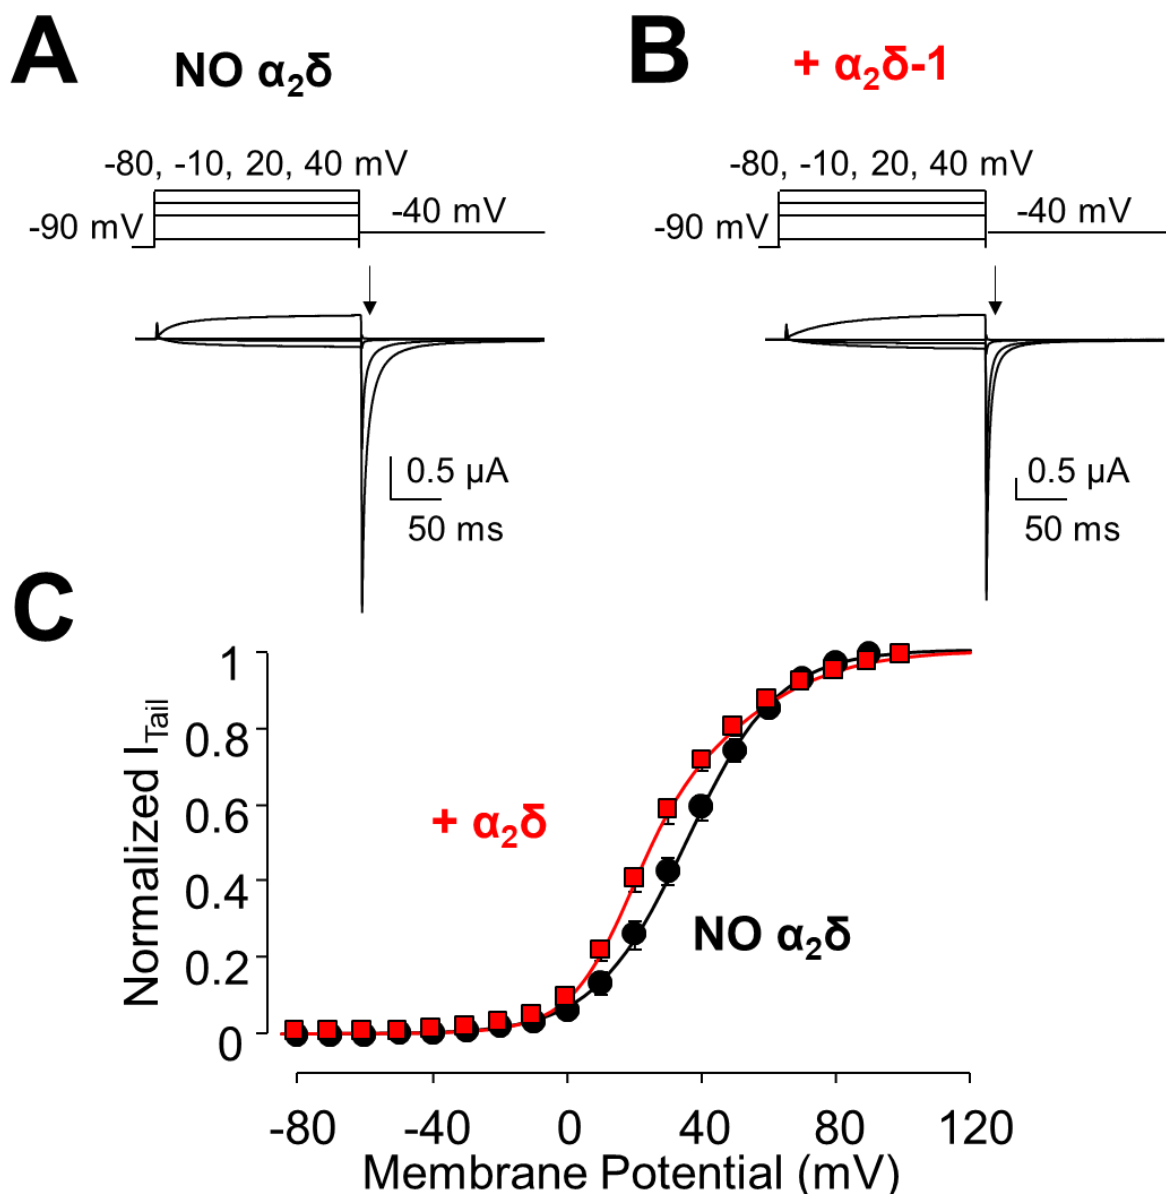 A
NO α₂δ
-80, -10, 20, 40 mV
-90 mV
-40 mV
0.5 µA
50 ms
B
+ α₂δ-1
-80, -10, 20, 40 mV
-90 mV
-40 mV
0.5 µA
50 ms
C
Normalized I_Tail
1
0.8
0.6
0.4
0.2
0
+ α₂δ
NO α₂δ
-80 -40 0 40 80 120
Membrane Potential (mV)